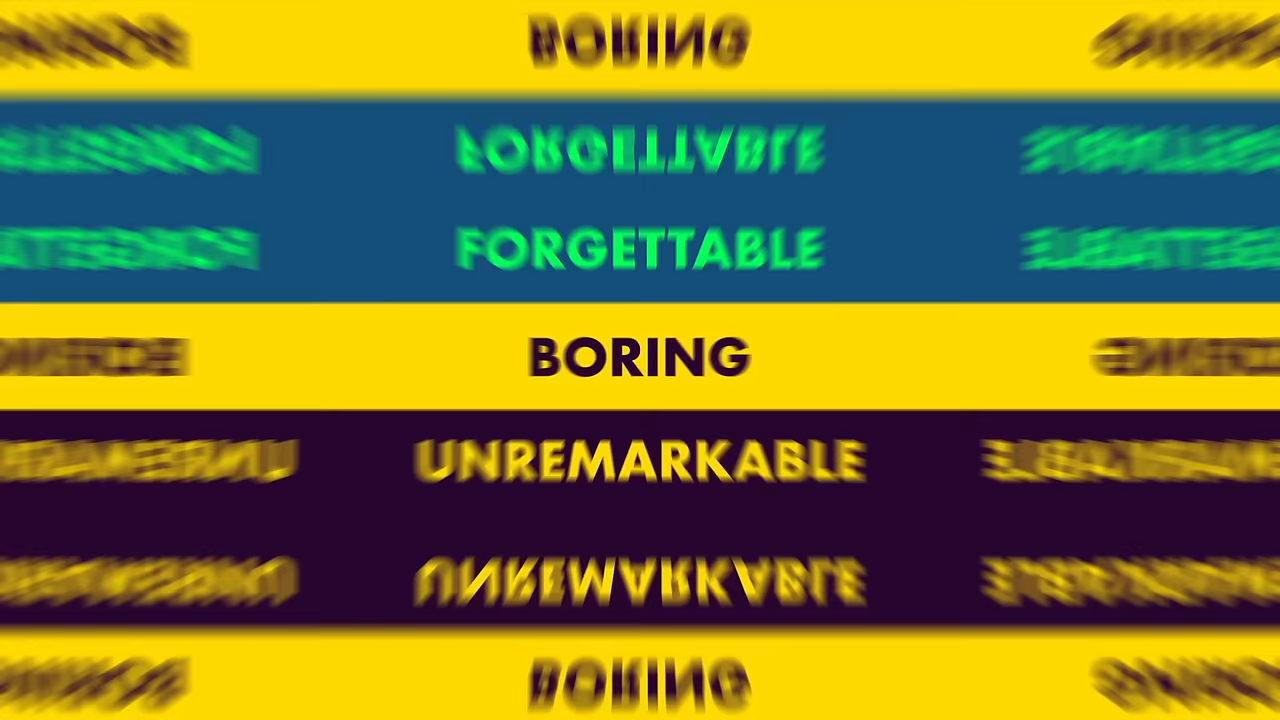 BORING
FORGETTABLE
FORGETTABLE
BORING
UNREMARKABLE
UNREMARKABLE
BORING